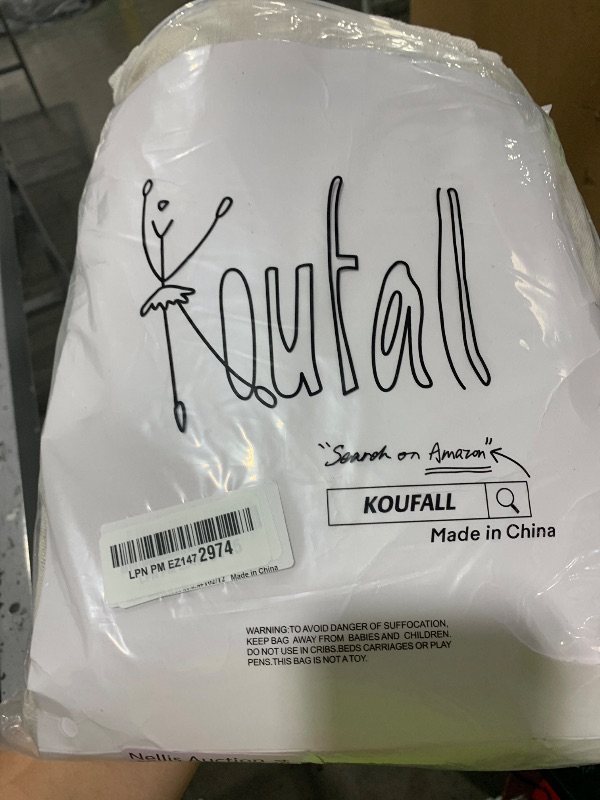 Koufall
"Search on Amazon"
KOUFALL
Made in China
LPN PM EZ1472974
Made in China
WARNING:TO AVOID DANGER OF SUFFOCATION,
KEEP BAG AWAY FROM BABIES AND CHILDREN.
DO NOT USE IN CRIBS.BEDS CARRIAGES OR PLAY
PENS.THIS BAG IS NOT A TOY.
Nellis Auction